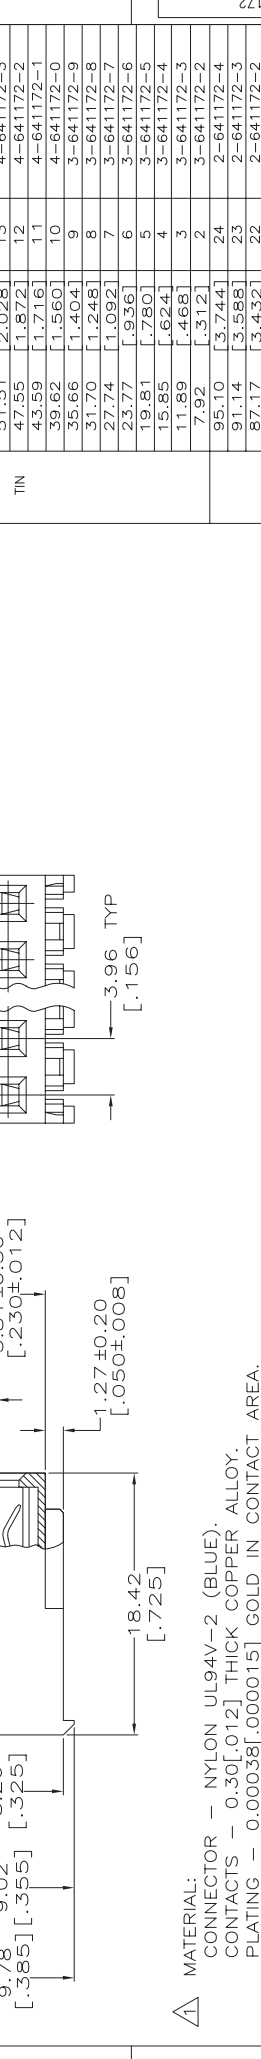 172
47.55 [1.872] 12 4-641172-2
TIN
43.59 [1.716] 11 4-641172-1
39.62 [1.560] 10 4-641172-0
35.66 [1.404] 9 3-641172-9
31.70 [1.248] 8 3-641172-8
27.74 [1.092] 7 3-641172-7
23.77 [.936] 6 3-641172-6
19.81 [.780] 5 3-641172-5
15.85 [.624] 4 3-641172-4
11.89 [.468] 3 3-641172-3
7.92 [.312] 2 3-641172-2
95.10 [3.744] 24 2-641172-4
91.14 [3.588] 23 2-641172-3
87.17 [3.432] 22 2-641172-2
3.96 TYP
[.156]
[.230±.012]
1.27±0.20
[.050±.008]
18.42
[.725]
[.325]
9.02
[.355]
9.78
[.385]
1 MATERIAL:
CONNECTOR - NYLON UL94V-2 (BLUE).
CONTACTS - 0.30[.012] THICK COPPER ALLOY.
PLATING - 0.00038[.000015] GOLD IN CONTACT AREA.